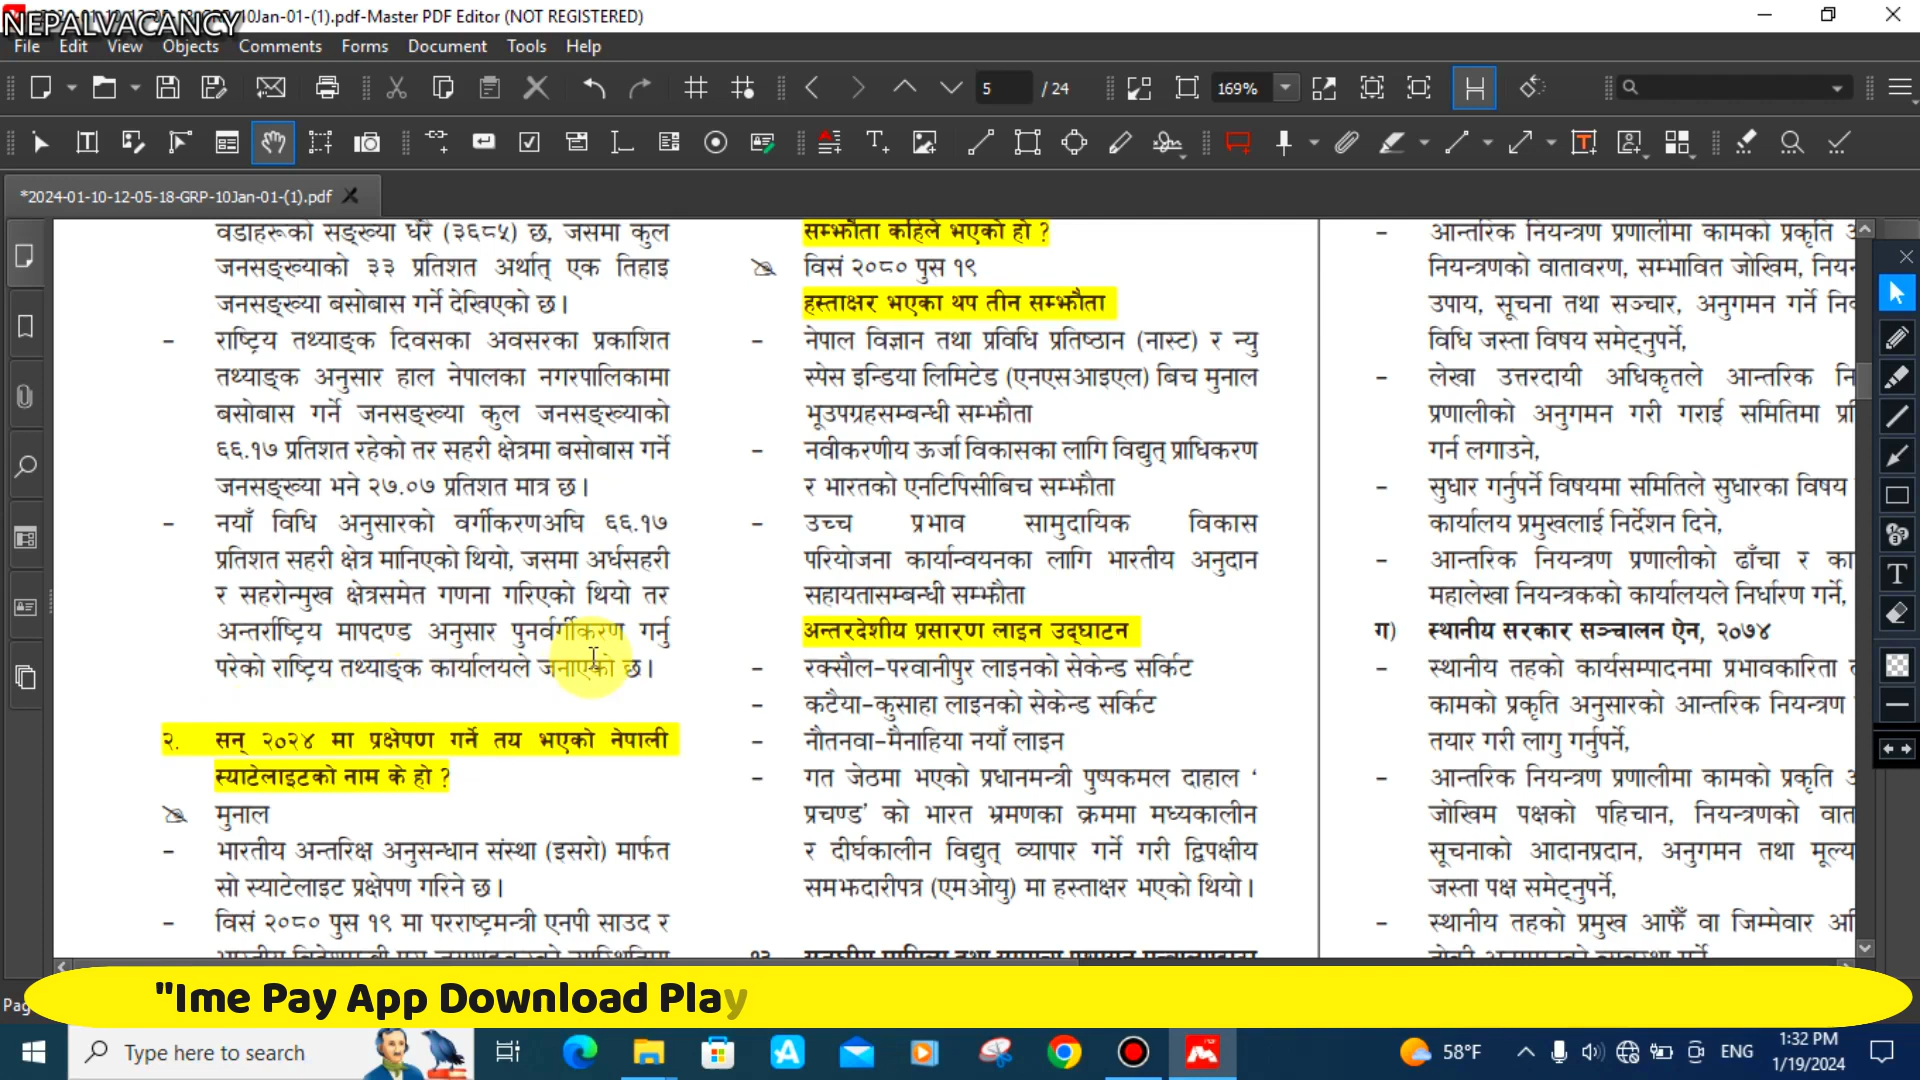 2024-01-10-12-05-18-GRP-10Jan-01-(1).pdf-Master PDF Editor (NOT REGISTERED)
NEPALVACANCY
File Edit View Objects Comments Forms Document Tools Help
5 / 24 169%
*2024-01-10-12-05-18-GRP-10Jan-01-(1).pdf
वडाहरूको सङ्ख्या धेरै (३६८५) छ, जसमा कुल
जनसङ्ख्याको ३३ प्रतिशत अर्थात् एक तिहाइ
जनसङ्ख्या बसोबास गर्ने देखिएको छ।
– राष्ट्रिय तथ्याङ्क दिवसका अवसरका प्रकाशित
तथ्याङ्क अनुसार हाल नेपालका नगरपालिकामा
बसोबास गर्ने जनसङ्ख्या कुल जनसङ्ख्याको
६६.१७ प्रतिशत रहेको तर सहरी क्षेत्रमा बसोबास गर्ने
जनसङ्ख्या भने २७.०७ प्रतिशत मात्र छ।
– नयाँ विधि अनुसारको वर्गीकरणअघि ६६.१७
प्रतिशत सहरी क्षेत्र मानिएको थियो, जसमा अर्धसहरी
र सहरोन्मुख क्षेत्रसमेत गणना गरिएको थियो तर
अन्तर्राष्ट्रिय मापदण्ड अनुसार पुनर्वर्गीकरण गर्नु
परेको राष्ट्रिय तथ्याङ्क कार्यालयले जनाएको छ।
२. सन् २०२४ मा प्रक्षेपण गर्ने तय भएको नेपाली
स्याटेलाइटको नाम के हो ?
मुनाल
– भारतीय अन्तरिक्ष अनुसन्धान संस्था (इसरो) मार्फत
सो स्याटेलाइट प्रक्षेपण गरिने छ।
– विसं २०८० पुस १९ मा परराष्ट्रमन्त्री एनपी साउद र
सम्झौता कहिले भएको हो ?
विसं २०८० पुस १९
हस्ताक्षर भएका थप तीन सम्झौता
– नेपाल विज्ञान तथा प्रविधि प्रतिष्ठान (नास्ट) र न्यु
स्पेस इन्डिया लिमिटेड (एनएसआइएल) बिच मुनाल
भूउपग्रहसम्बन्धी सम्झौता
– नवीकरणीय ऊर्जा विकासका लागि विद्युत् प्राधिकरण
र भारतको एनटिपिसीबिच सम्झौता
– उच्च प्रभाव सामुदायिक विकास
परियोजना कार्यान्वयनका लागि भारतीय अनुदान
सहायतासम्बन्धी सम्झौता
अन्तरदेशीय प्रसारण लाइन उद्घाटन
– रक्सौल-परवानीपुर लाइनको सेकेन्ड सर्किट
– कटैया-कुसाहा लाइनको सेकेन्ड सर्किट
– नौतनवा-मैनाहिया नयाँ लाइन
– गत जेठमा भएको प्रधानमन्त्री पुष्पकमल दाहाल '
प्रचण्ड' को भारत भ्रमणका क्रममा मध्यकालीन
र दीर्घकालीन विद्युत् व्यापार गर्ने गरी द्विपक्षीय
समझदारीपत्र (एमओयु) मा हस्ताक्षर भएको थियो।
– आन्तरिक नियन्त्रण प्रणालीमा कामको प्रकृति
नियन्त्रणको वातावरण, सम्भावित जोखिम,
उपाय, सूचना तथा सञ्चार, अनुगमन गर्ने
विधि जस्ता विषय समेट्नुपर्ने,
– लेखा उत्तरदायी अधिकृतले आन्तरिक
प्रणालीको अनुगमन गरी गराई समितिमा
गर्न लगाउने,
– सुधार गर्नुपर्ने विषयमा समितिले सुधारका विषय
कार्यालय प्रमुखलाई निर्देशन दिने,
– आन्तरिक नियन्त्रण प्रणालीको ढाँचा र
महालेखा नियन्त्रकको कार्यालयले निर्धारण गर्ने,
ग) स्थानीय सरकार सञ्चालन ऐन, २०७४
– स्थानीय तहको कार्यसम्पादनमा प्रभावकारिता
कामको प्रकृति अनुसारको आन्तरिक नियन्त्रण
तयार गरी लागु गर्नुपर्ने,
– आन्तरिक नियन्त्रण प्रणालीमा कामको प्रकृति
जोखिम पक्षको पहिचान, नियन्त्रणको
सूचनाको आदानप्रदान, अनुगमन तथा
जस्ता पक्ष समेट्नुपर्ने,
– स्थानीय तहको प्रमुख आफैँ वा जिम्मेवार
"Ime Pay App Download Play
Type here to search
58°F
ENG
1:32 PM
1/19/2024